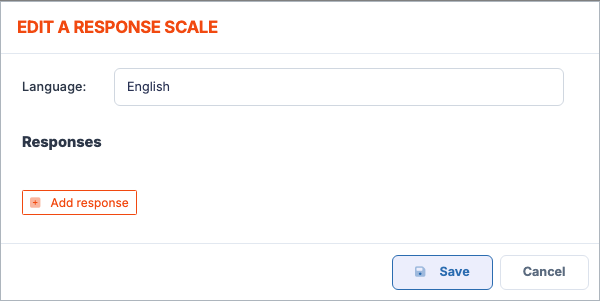 EDIT A RESPONSE SCALE
Language: English
Responses
Add response
Save Cancel